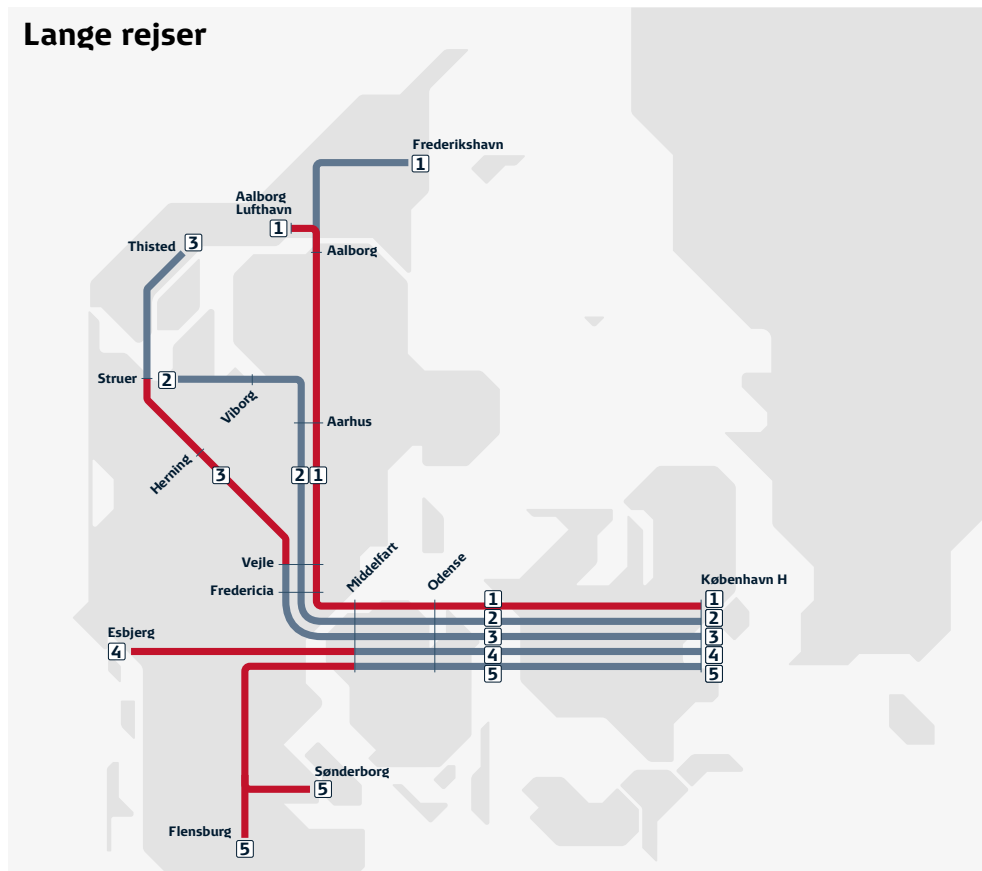 Lange rejser
Frederikshavn
1
Aalborg
Lufthavn
1
Thisted
3
Aalborg
Struer
2
Viborg
Aarhus
Herning
3
2
1
Vejle
Middelfart
Odense
Fredericia
København H
1
1
2
2
3
3
4
4
5
5
Esbjerg
4
Sønderborg
5
Flensburg
5